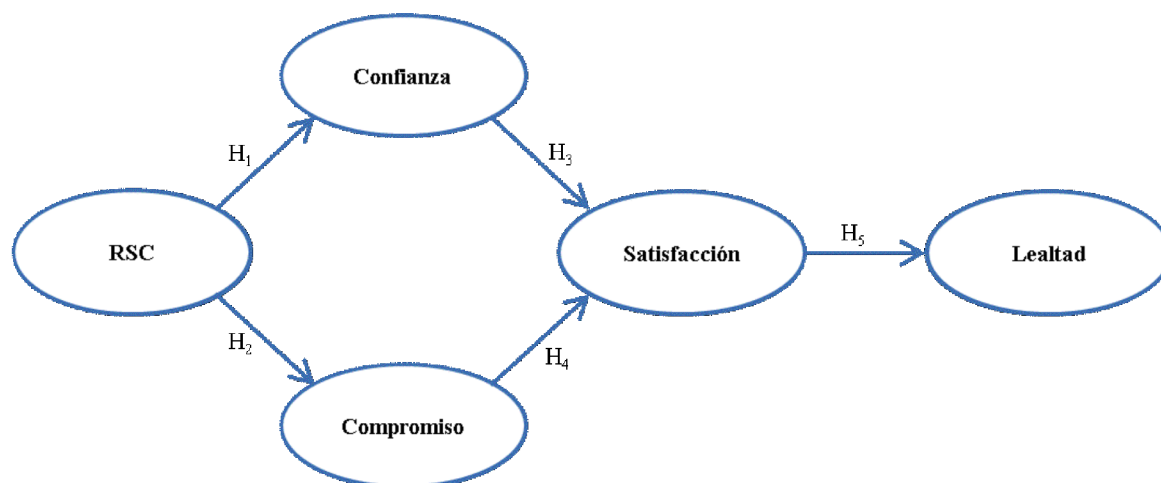 Confianza
H₁
H₃
RSC
Satisfacción
H₅
Lealtad
H₂
H₄
Compromiso